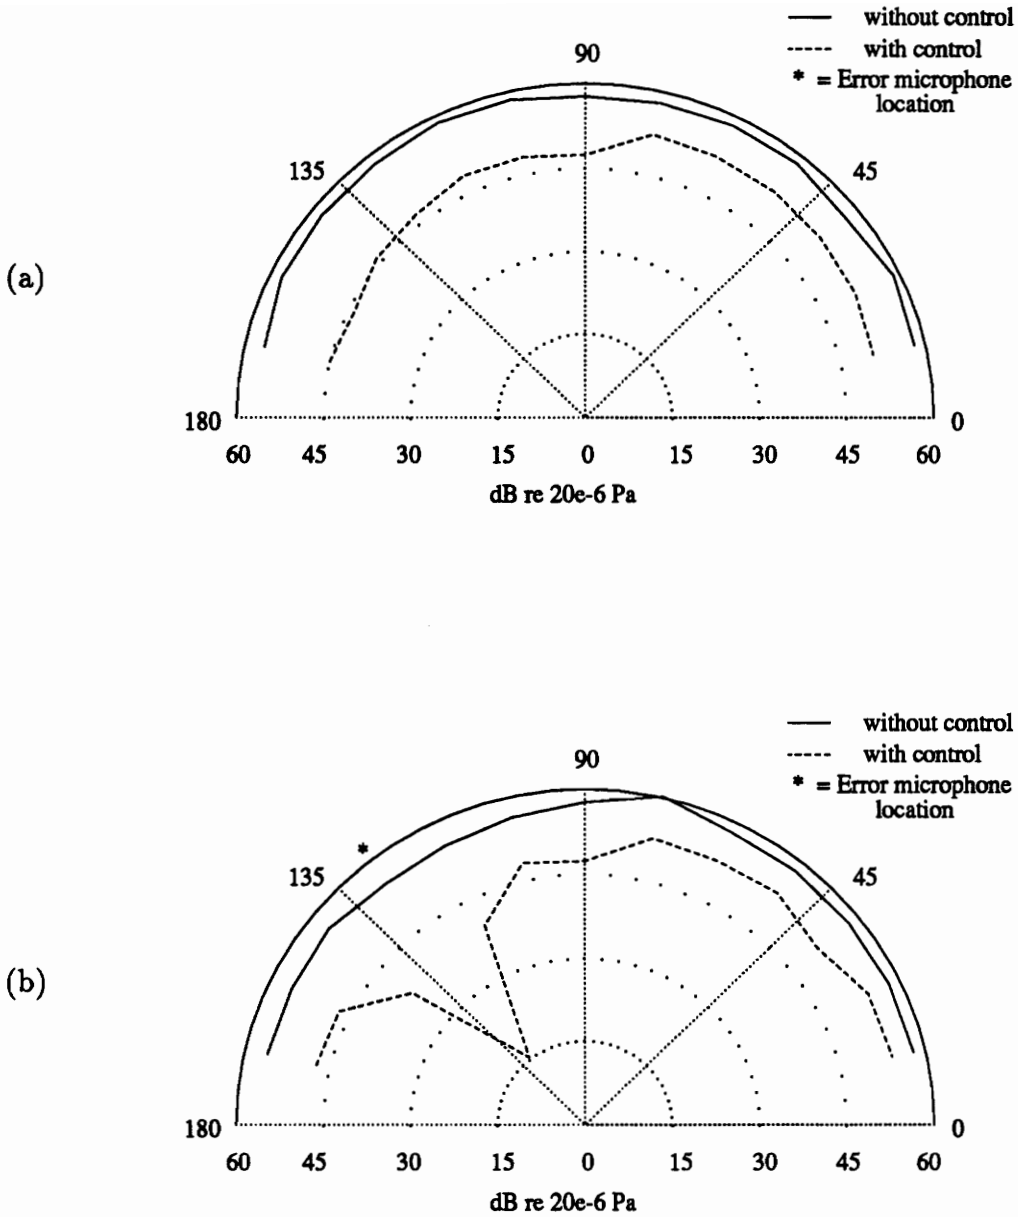 without control
with control
* = Error microphone
location
90
135
45
(a)
180
0
60 45 30 15 0 15 30 45 60
dB re 20e-6 Pa
without control
with control
* = Error microphone
location
90
*
135
45
(b)
180
0
60 45 30 15 0 15 30 45 60
dB re 20e-6 Pa